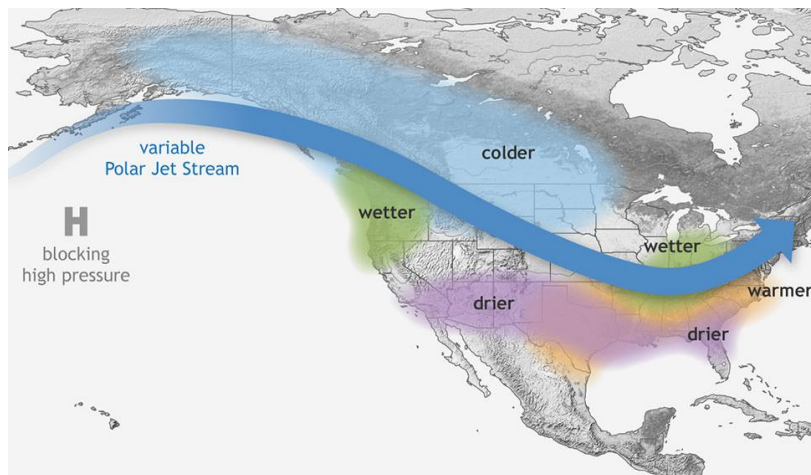 variable
Polar Jet Stream
colder
H
blocking
high pressure
wetter
wetter
warmer
drier
drier